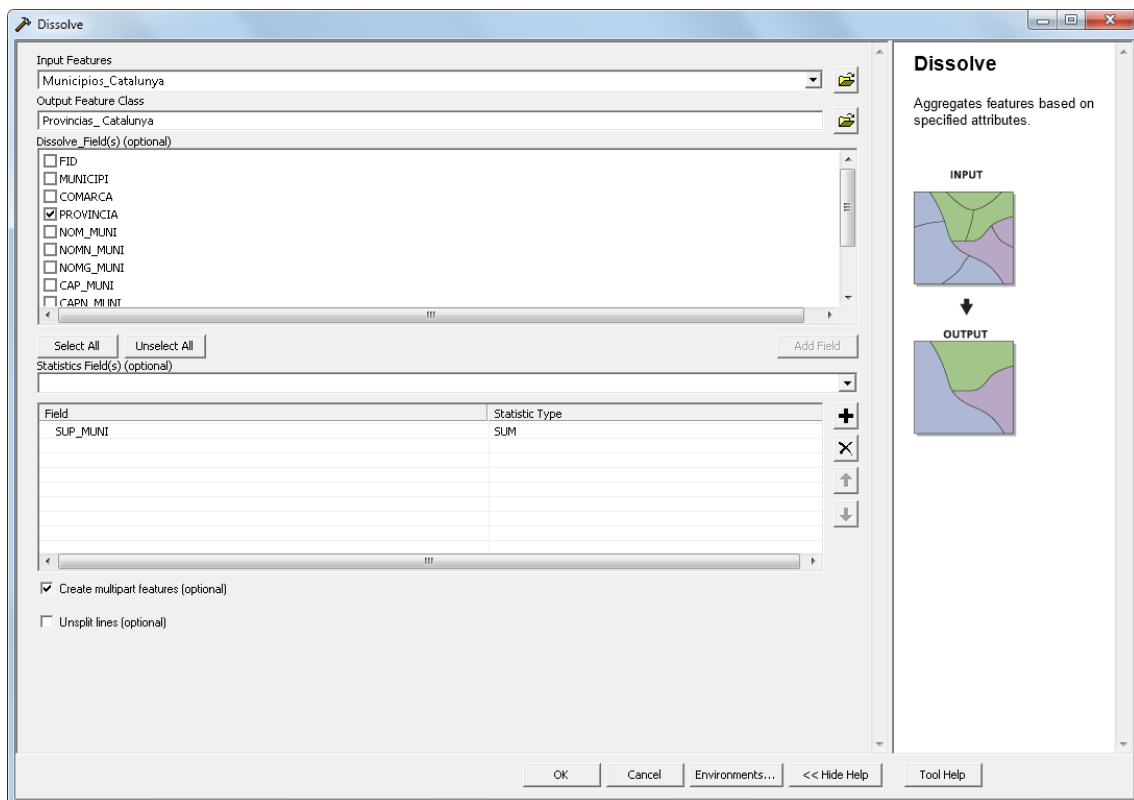 Dissolve
Input Features
Municipios_Catalunya
Output Feature Class
Provincias_ Catalunya
Dissolve_Field(s) (optional)
FID
MUNICIPI
COMARCA
PROVINCIA
NOM_MUNI
NOMN_MUNI
NOMG_MUNI
CAP_MUNI
CAPN_MUNI
Select All Unselect All Add Field
Statistics Field(s) (optional)
Field Statistic Type
SUP_MUNI SUM
Create multipart features (optional)
Unsplit lines (optional)
OK Cancel Environments... << Hide Help Tool Help
Dissolve
Aggregates features based on
specified attributes.
INPUT
OUTPUT